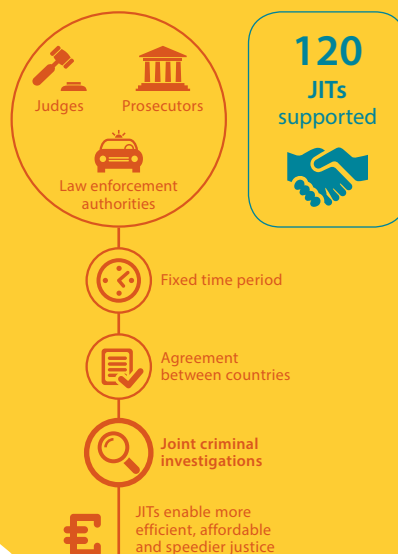 120
JITs
supported
Judges
Prosecutors
Law enforcement
authorities
Fixed time period
Agreement
between countries
Joint criminal
investigations
JITs enable more
efficient, affordable
and speedier justice